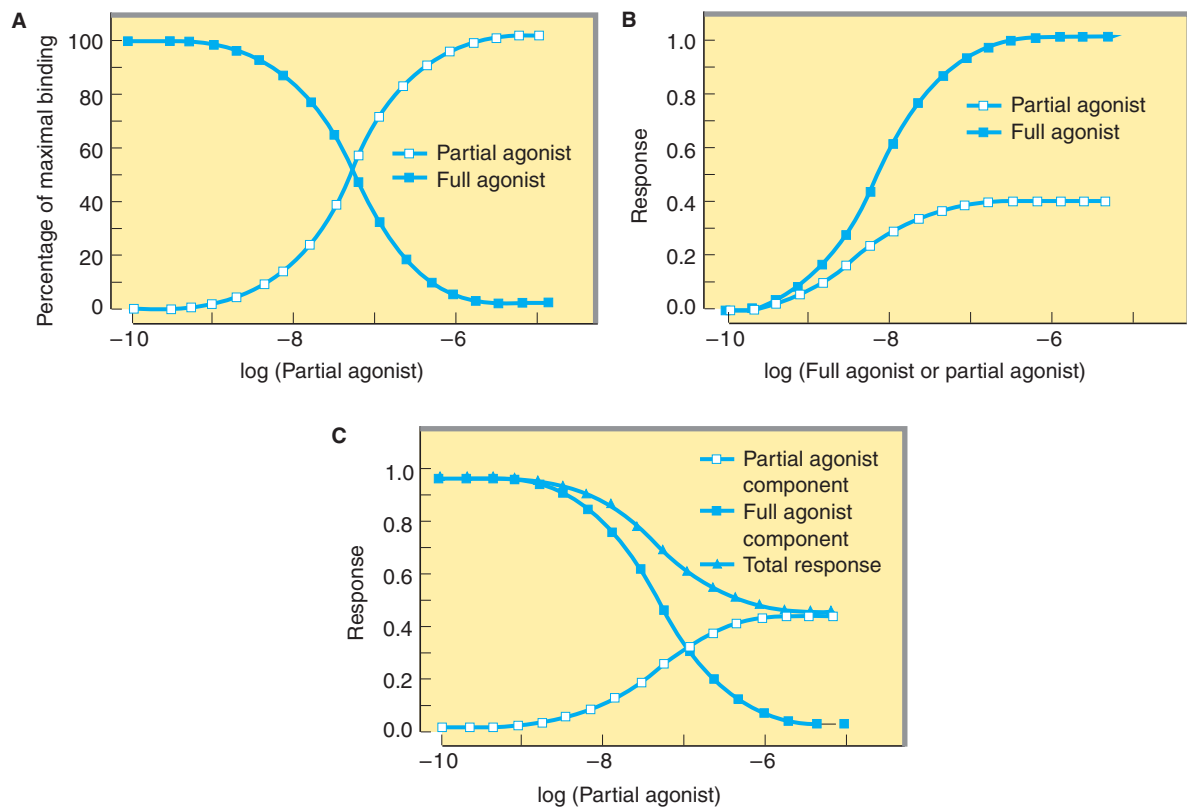 A
Percentage of maximal binding
100
80
60
40
20
0
Partial agonist
Full agonist
–10
–8
–6
log (Partial agonist)
B
Response
1.0
0.8
0.6
0.4
0.2
0.0
Partial agonist
Full agonist
–10
–8
–6
log (Full agonist or partial agonist)
C
Response
1.0
0.8
0.6
0.4
0.2
0.0
Partial agonist
component
Full agonist
component
Total response
–10
–8
–6
log (Partial agonist)